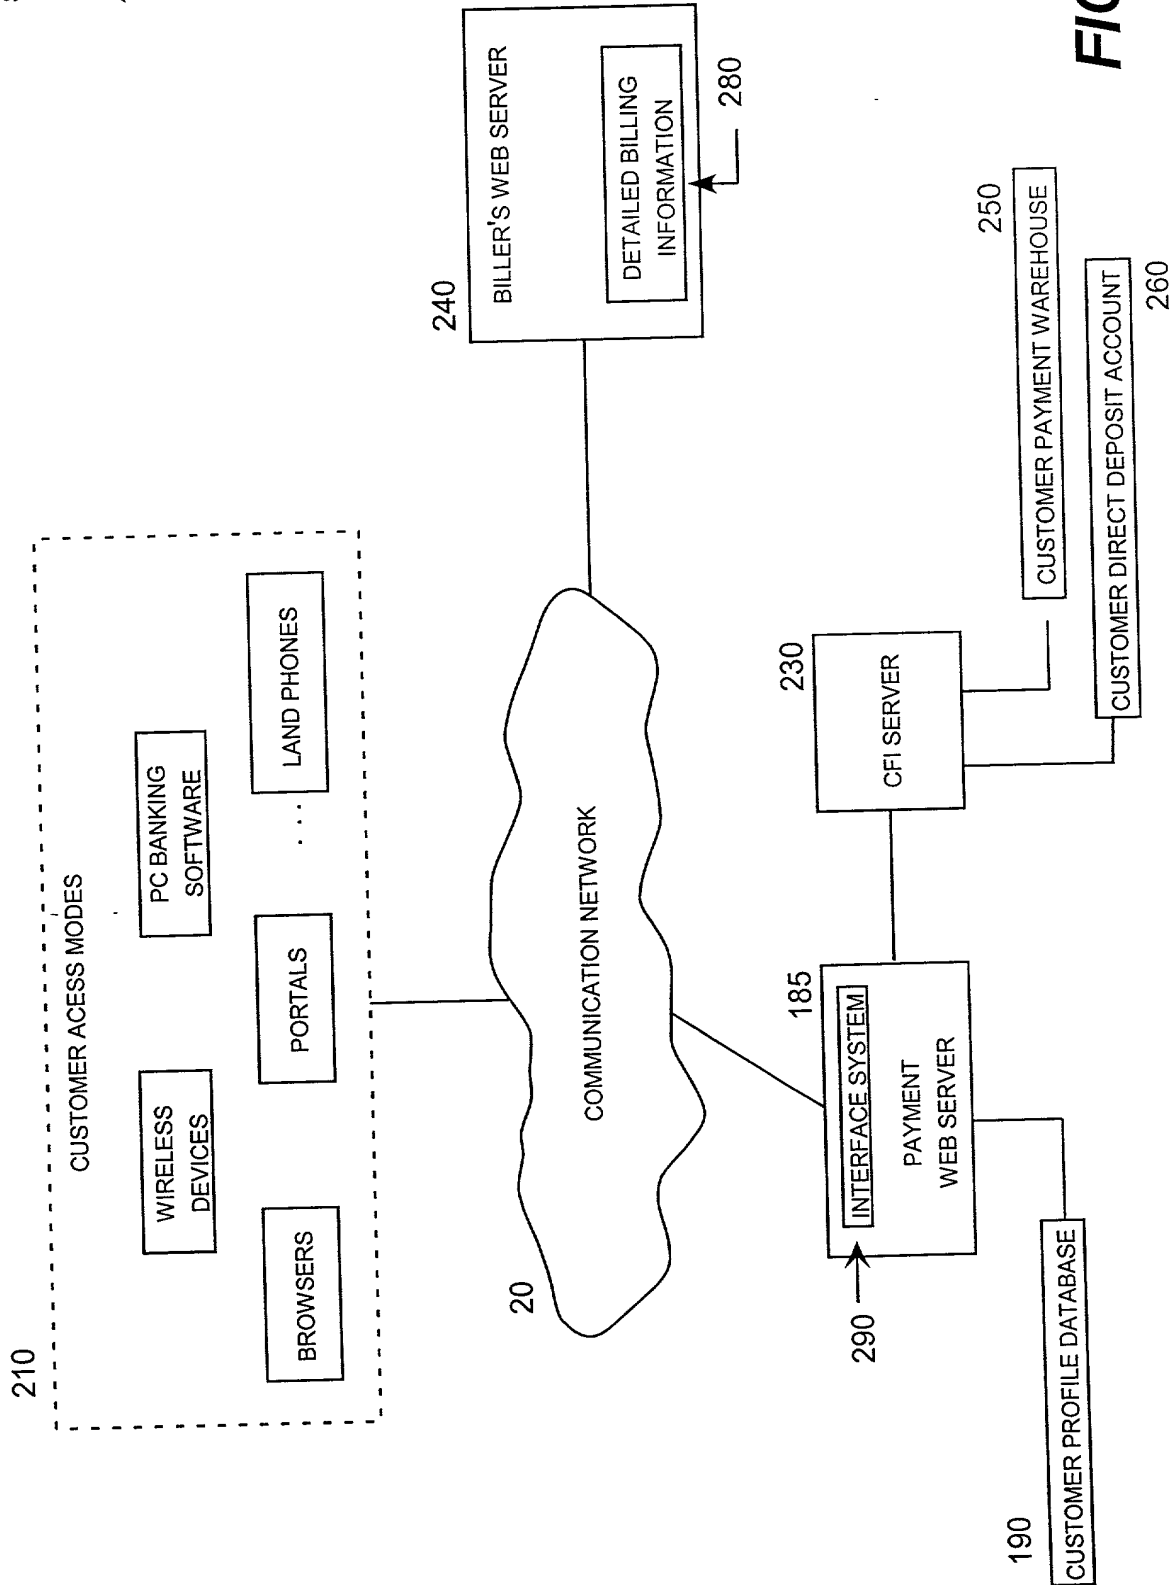 210
CUSTOMER ACESS MODES
WIRELESS
DEVICES
PC BANKING
SOFTWARE
BROWSERS
PORTALS
. . .
LAND PHONES
20
COMMUNICATION NETWORK
240
BILLER'S WEB SERVER
DETAILED BILLING
INFORMATION
280
290
185
INTERFACE SYSTEM
PAYMENT
WEB SERVER
230
CFI SERVER
190
CUSTOMER PROFILE DATABASE
250
CUSTOMER PAYMENT WAREHOUSE
CUSTOMER DIRECT DEPOSIT ACCOUNT
260